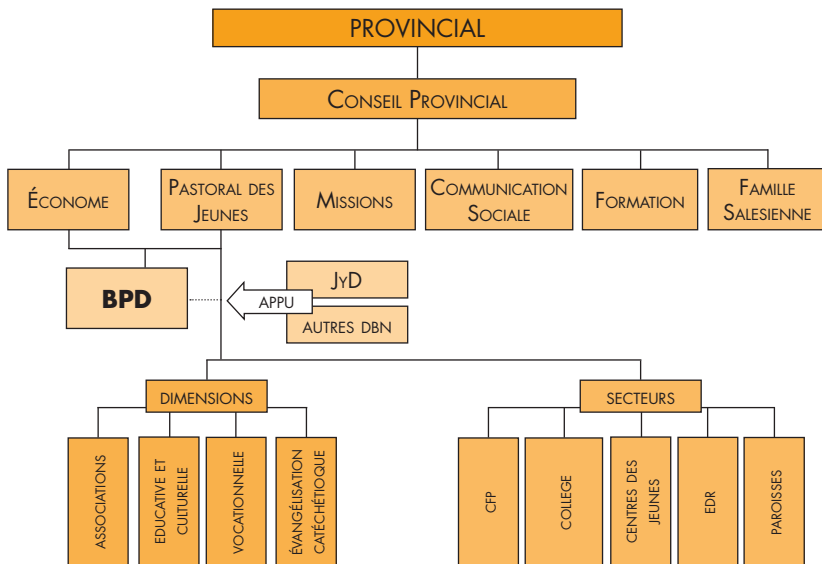 PROVINCIAL
CONSEIL PROVINCIAL
ÉCONOME
PASTORAL DES
JEUNES
MISSIONS
COMMUNICATION
SOCIALE
FORMATION
FAMILLE
SALESIENNE
BPD
APPU
JYD
AUTRES DBN
DIMENSIONS
SECTEURS
ASSOCIATIONS
EDUCATIVE ET
CULTURELLE
VOCATIONNELLE
ÉVANGÉLISATION
CATÉCHÉTIOQUE
CFP
COLLEGE
CENTRES DES
JEUNES
EDR
PAROISSES